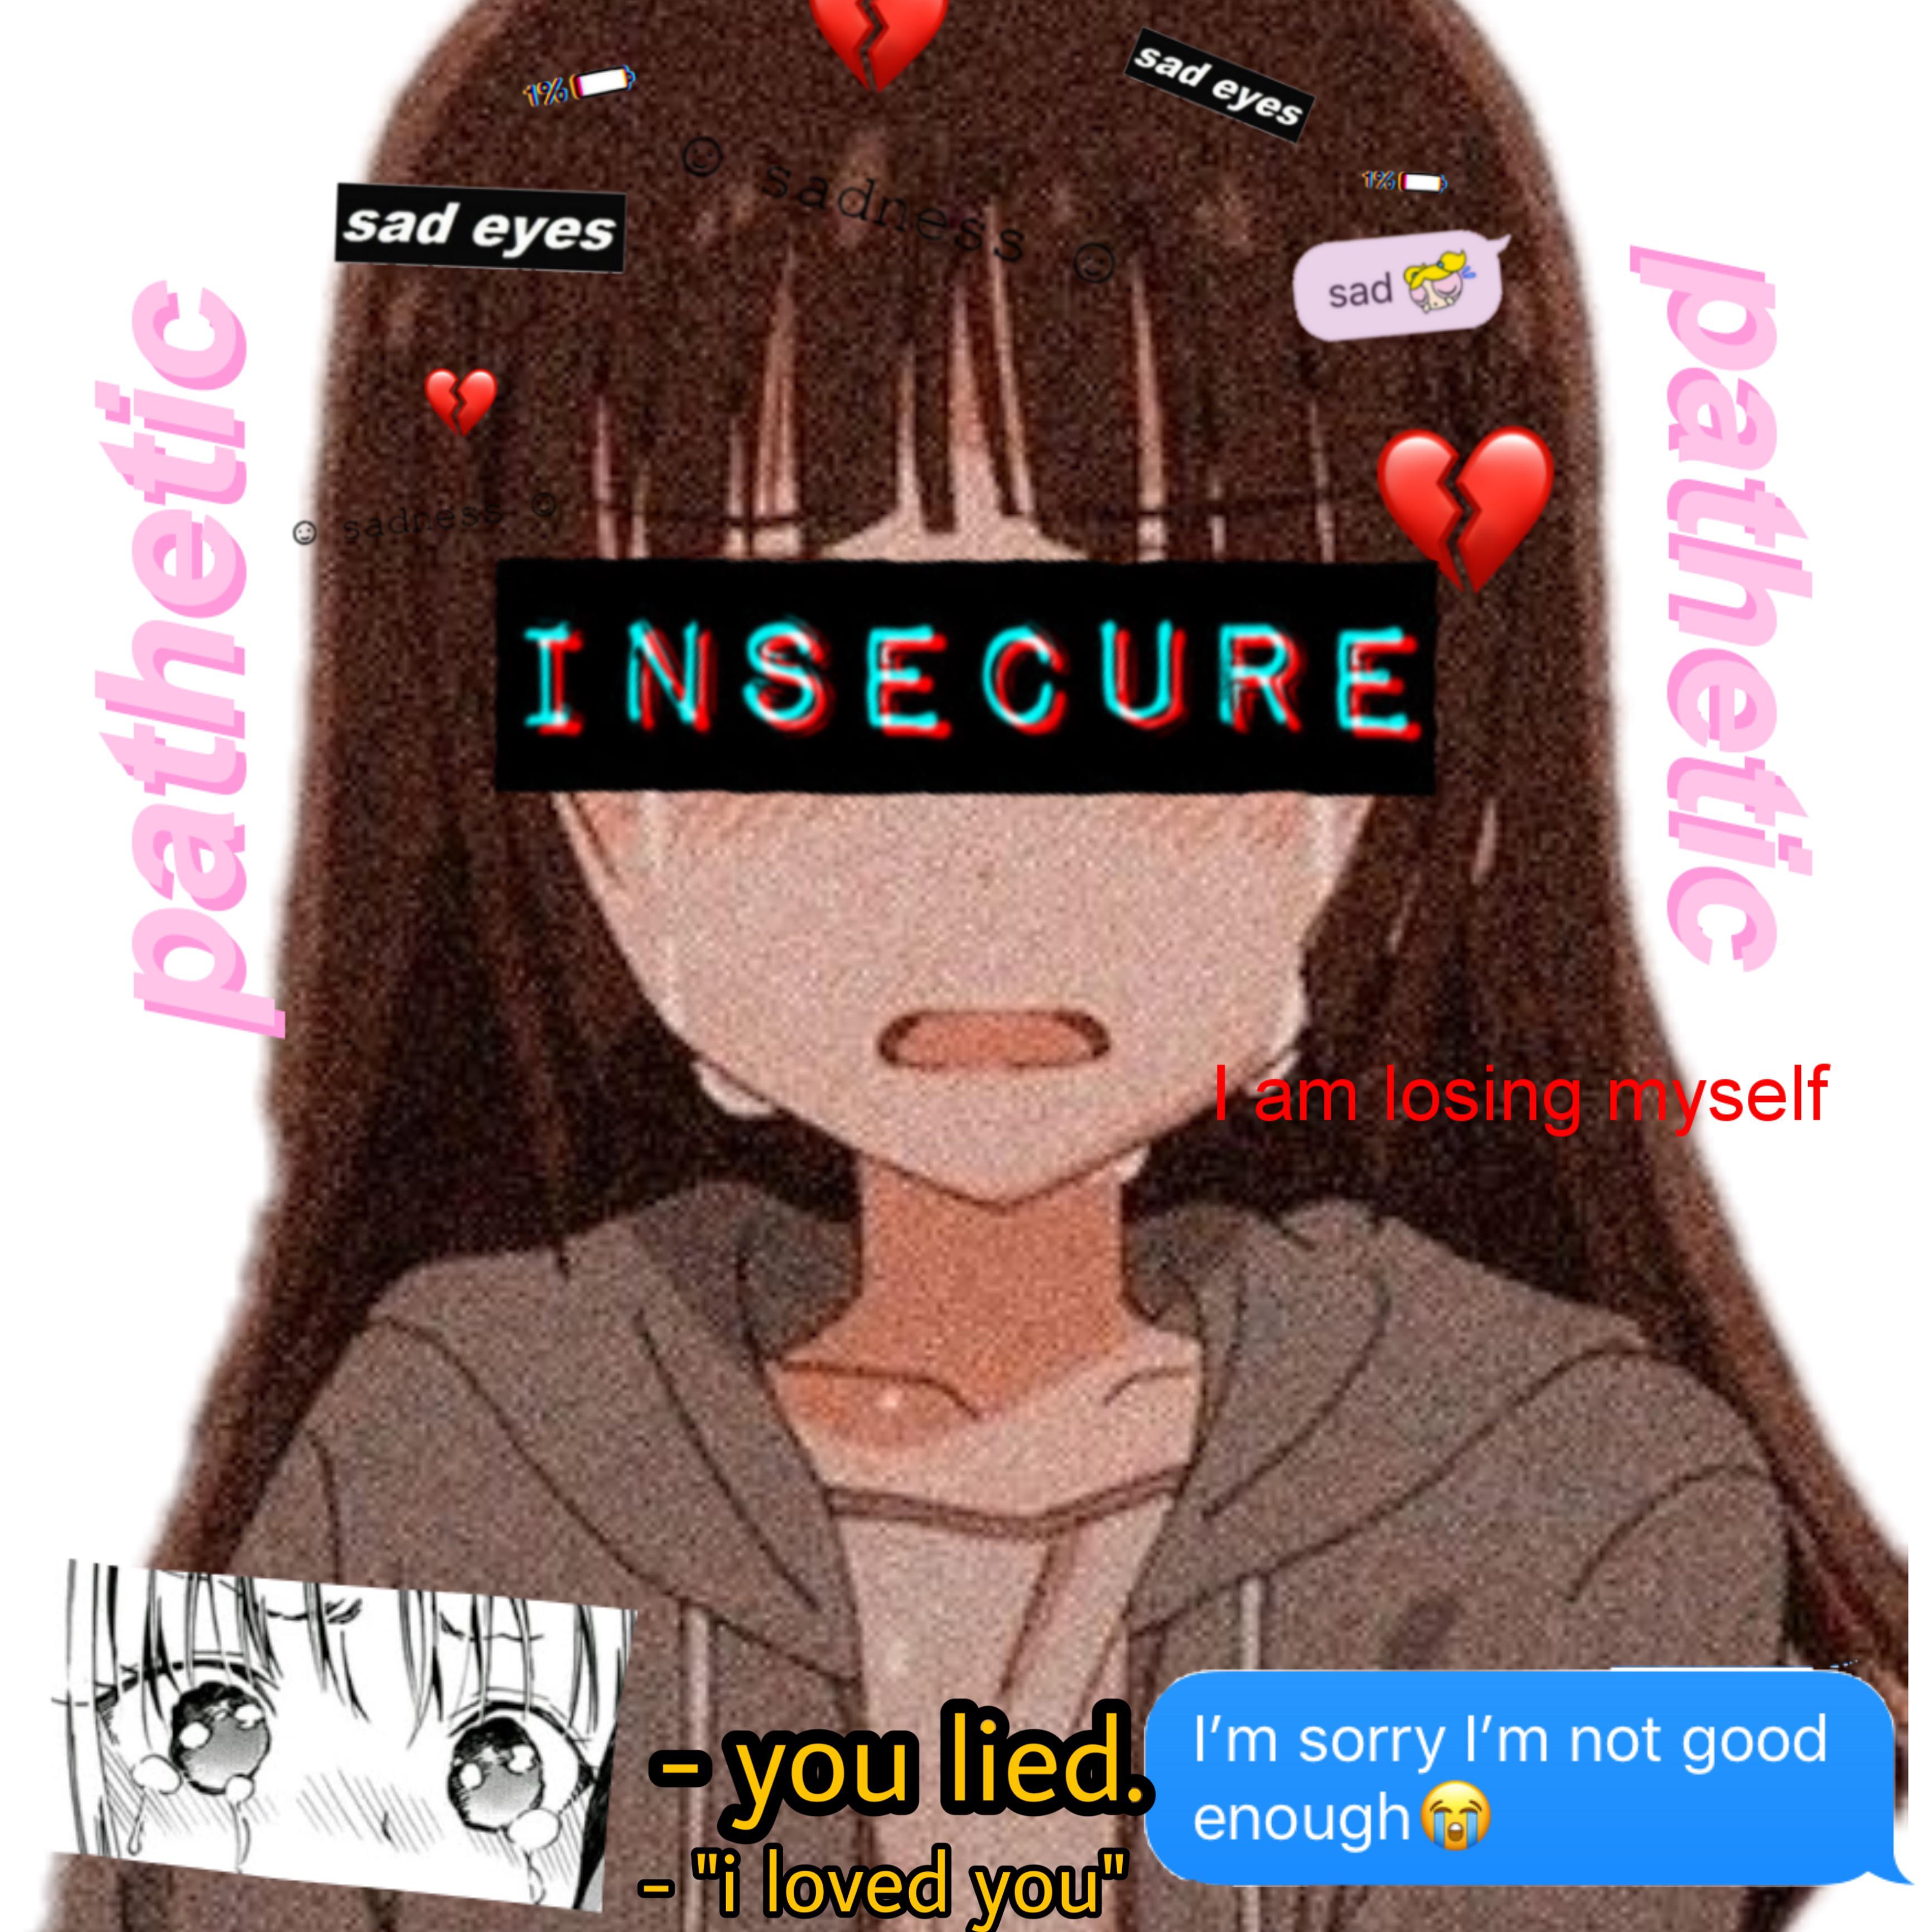 1%
sad eyes
☺ sadness ☺
1%
sad eyes
sad
pathetic
pathetic
☺ sadness ☺
INSECURE
I am losing myself
- you lied.
- "i loved you"
I'm sorry I'm not good
enough😭